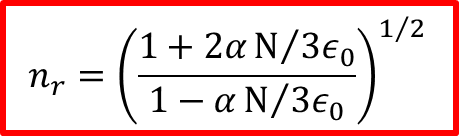 n_r = ((1 + 2α N/3ϵ_0)/(1 − α N/3ϵ_0))^{1/2}